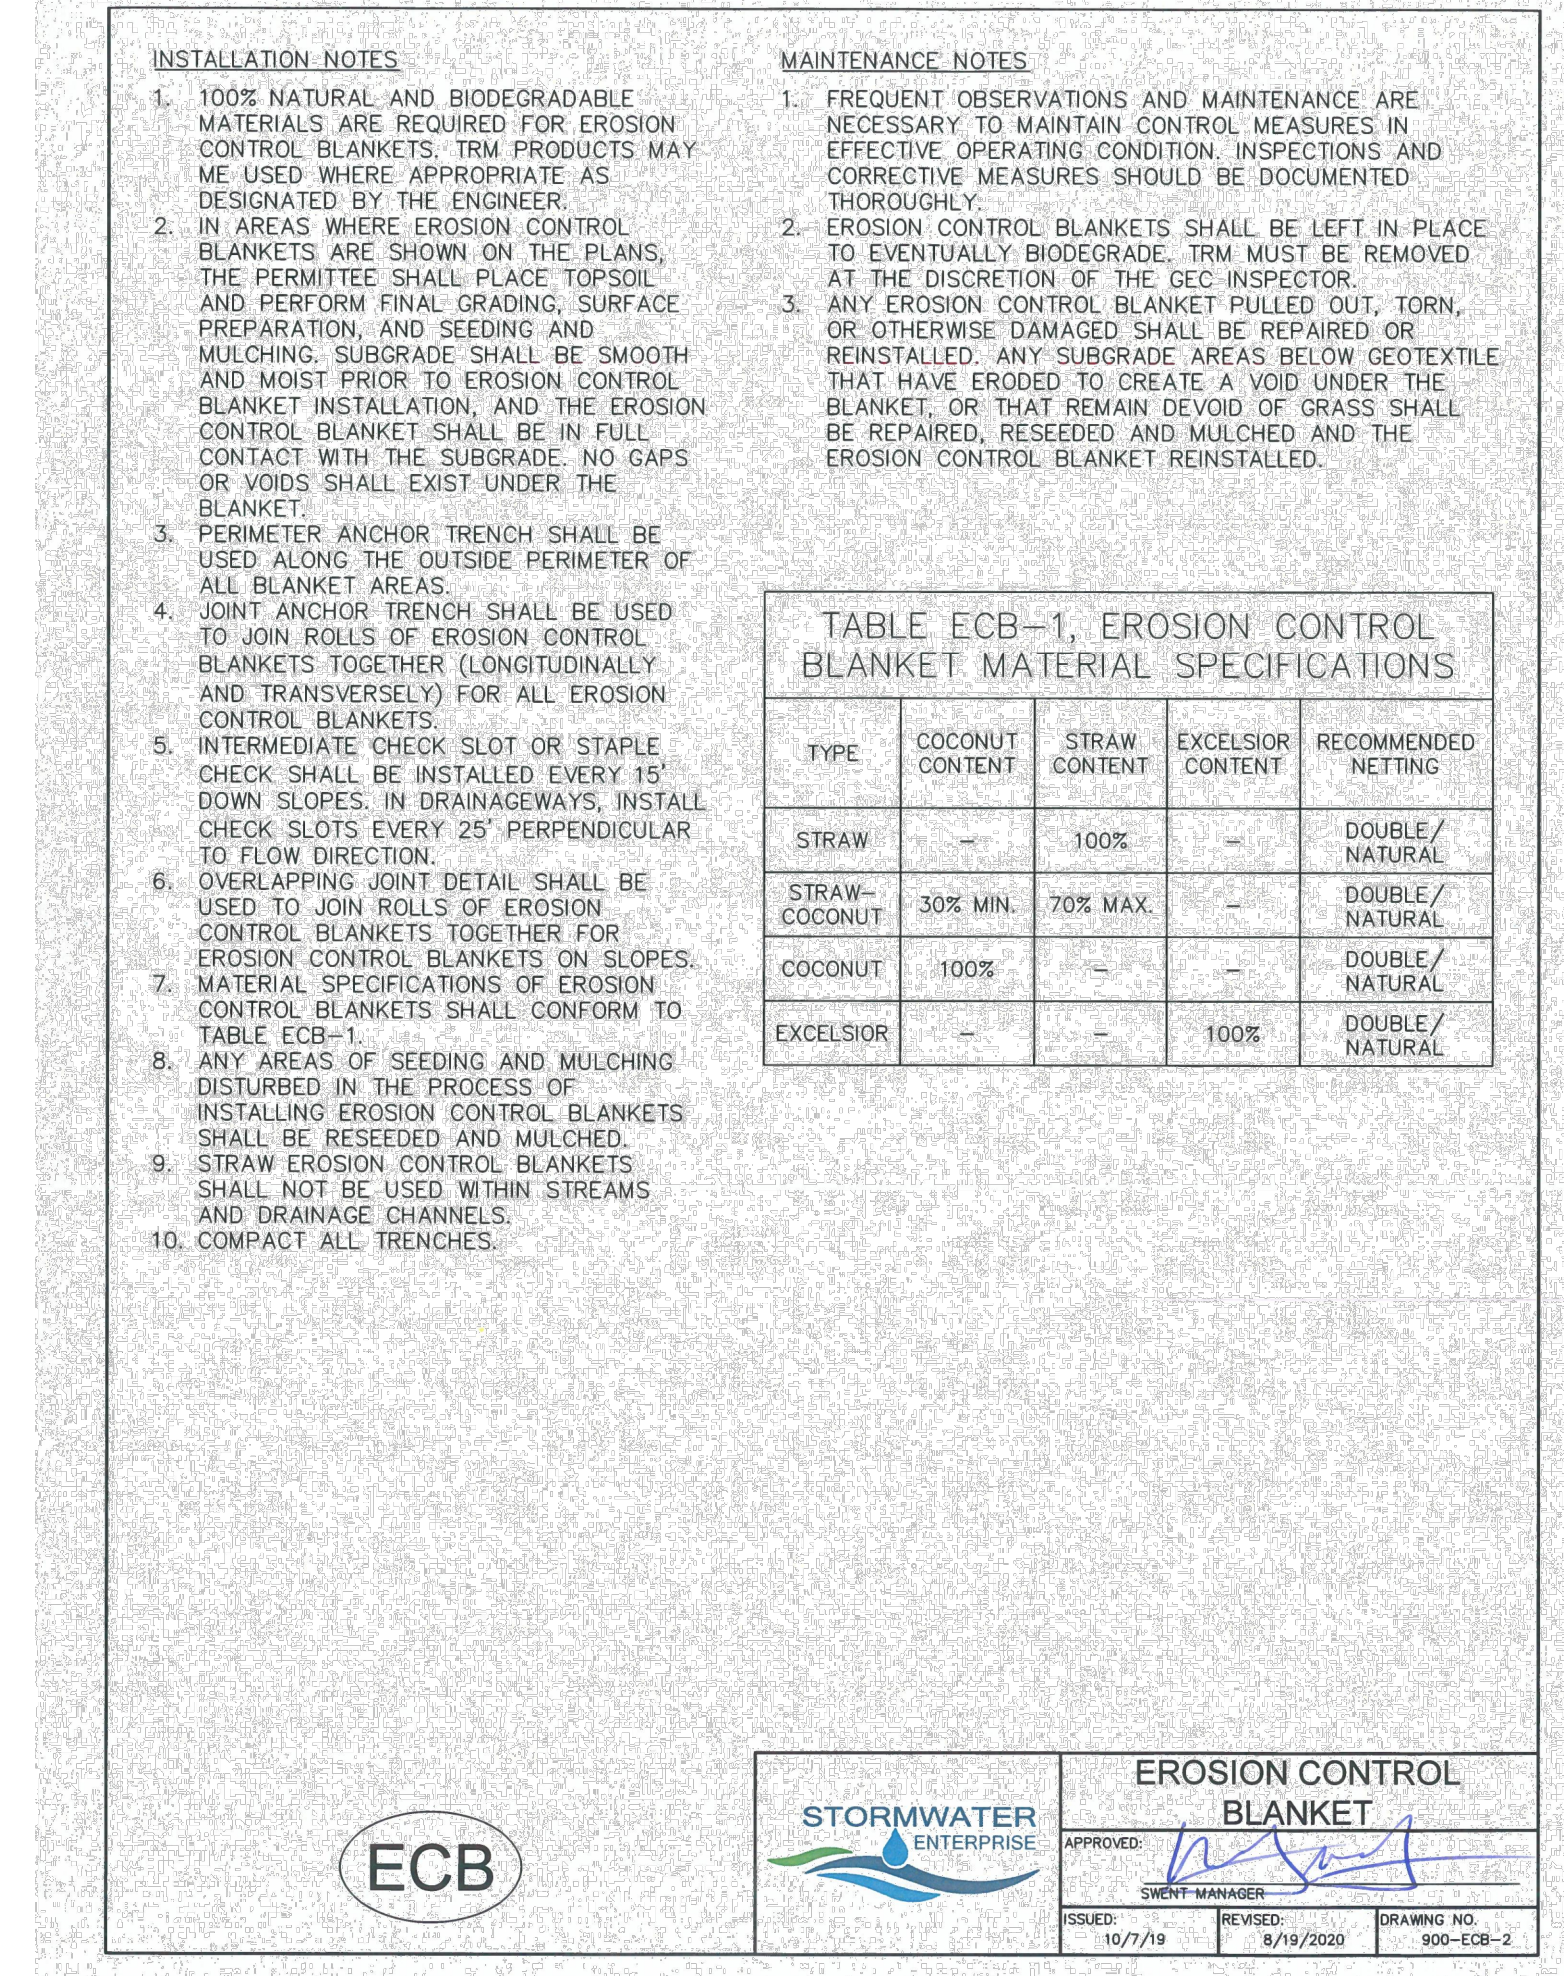 INSTALLATION NOTES
1. 100% NATURAL AND BIODEGRADABLE
MATERIALS ARE REQUIRED FOR EROSION
CONTROL BLANKETS. TRM PRODUCTS MAY
ME USED WHERE APPROPRIATE AS
DESIGNATED BY THE ENGINEER.
2. IN AREAS WHERE EROSION CONTROL
BLANKETS ARE SHOWN ON THE PLANS,
THE PERMITTEE SHALL PLACE TOPSOIL
AND PERFORM FINAL GRADING, SURFACE
PREPARATION, AND SEEDING AND
MULCHING. SUBGRADE SHALL BE SMOOTH
AND MOIST PRIOR TO EROSION CONTROL
BLANKET INSTALLATION, AND THE EROSION
CONTROL BLANKET SHALL BE IN FULL
CONTACT WITH THE SUBGRADE. NO GAPS
OR VOIDS SHALL EXIST UNDER THE
BLANKET.
3. PERIMETER ANCHOR TRENCH SHALL BE
USED ALONG THE OUTSIDE PERIMETER OF
ALL BLANKET AREAS.
4. JOINT ANCHOR TRENCH SHALL BE USED
TO JOIN ROLLS OF EROSION CONTROL
BLANKETS TOGETHER (LONGITUDINALLY
AND TRANSVERSELY) FOR ALL EROSION
CONTROL BLANKETS.
5. INTERMEDIATE CHECK SLOT OR STAPLE
CHECK SHALL BE INSTALLED EVERY 15'
DOWN SLOPES. IN DRAINAGEWAYS, INSTALL
CHECK SLOTS EVERY 25' PERPENDICULAR
TO FLOW DIRECTION.
6. OVERLAPPING JOINT DETAIL SHALL BE
USED TO JOIN ROLLS OF EROSION
CONTROL BLANKETS TOGETHER FOR
EROSION CONTROL BLANKETS ON SLOPES.
7. MATERIAL SPECIFICATIONS OF EROSION
CONTROL BLANKETS SHALL CONFORM TO
TABLE ECB-1.
8. ANY AREAS OF SEEDING AND MULCHING
DISTURBED IN THE PROCESS OF
INSTALLING EROSION CONTROL BLANKETS
SHALL BE RESEEDED AND MULCHED.
9. STRAW EROSION CONTROL BLANKETS
SHALL NOT BE USED WITHIN STREAMS
AND DRAINAGE CHANNELS.
10. COMPACT ALL TRENCHES.
MAINTENANCE NOTES
1. FREQUENT OBSERVATIONS AND MAINTENANCE ARE
NECESSARY TO MAINTAIN CONTROL MEASURES IN
EFFECTIVE OPERATING CONDITION. INSPECTIONS AND
CORRECTIVE MEASURES SHOULD BE DOCUMENTED
THOROUGHLY.
2. EROSION CONTROL BLANKETS SHALL BE LEFT IN PLACE
TO EVENTUALLY BIODEGRADE. TRM MUST BE REMOVED
AT THE DISCRETION OF THE GEC INSPECTOR.
3. ANY EROSION CONTROL BLANKET PULLED OUT, TORN,
OR OTHERWISE DAMAGED SHALL BE REPAIRED OR
REINSTALLED. ANY SUBGRADE AREAS BELOW GEOTEXTILE
THAT HAVE ERODED TO CREATE A VOID UNDER THE
BLANKET, OR THAT REMAIN DEVOID OF GRASS SHALL
BE REPAIRED, RESEEDED AND MULCHED AND THE
EROSION CONTROL BLANKET REINSTALLED.
TABLE ECB-1, EROSION CONTROL
BLANKET MATERIAL SPECIFICATIONS
TYPE COCONUT CONTENT STRAW CONTENT EXCELSIOR CONTENT RECOMMENDED NETTING
STRAW - 100% - DOUBLE/ NATURAL
STRAW-COCONUT 30% MIN. 70% MAX. - DOUBLE/ NATURAL
COCONUT 100% - - DOUBLE/ NATURAL
EXCELSIOR - - 100% DOUBLE/ NATURAL
ECB
STORMWATER
ENTERPRISE
EROSION CONTROL
BLANKET
APPROVED:
SWENT MANAGER
ISSUED: 10/7/19
REVISED: 8/19/2020
DRAWING NO. 900-ECB-2